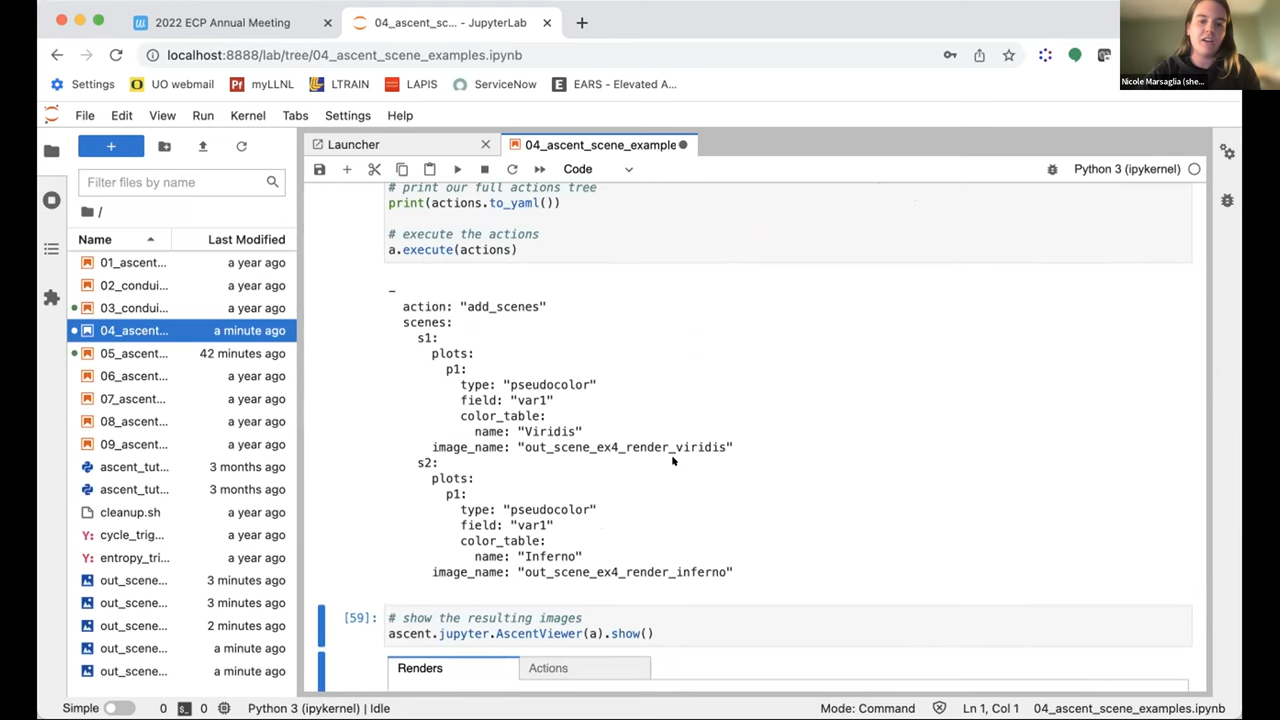 2022 ECP Annual Meeting
04_ascent_sc... - JupyterLab
localhost:8888/lab/tree/04_ascent_scene_examples.ipynb
Settings
UO webmail
myLLNL
LTRAIN
LAPIS
ServiceNow
EARS - Elevated A...
Nicole Marsaglia (she...
File Edit View Run Kernel Tabs Settings Help
Launcher
04_ascent_scene_example
Filter files by name
Code
Python 3 (ipykernel)
/
Name Last Modified
01_ascent... a year ago
02_condui... a year ago
03_condui... a year ago
04_ascent... a minute ago
05_ascent... 42 minutes ago
06_ascent... a year ago
07_ascent... a year ago
08_ascent... a year ago
09_ascent... a year ago
ascent_tut... 3 months ago
ascent_tut... 3 months ago
cleanup.sh a year ago
cycle_trig... a year ago
entropy_tri... a year ago
out_scene... 3 minutes ago
out_scene... 3 minutes ago
out_scene... 2 minutes ago
out_scene... a minute ago
out_scene... a minute ago
# print our full actions tree
print(actions.to_yaml())
# execute the actions
a.execute(actions)
-
action: "add_scenes"
scenes:
s1:
plots:
p1:
type: "pseudocolor"
field: "var1"
color_table:
name: "Viridis"
image_name: "out_scene_ex4_render_viridis"
s2:
plots:
p1:
type: "pseudocolor"
field: "var1"
color_table:
name: "Inferno"
image_name: "out_scene_ex4_render_inferno"
[59]: # show the resulting images
ascent.jupyter.AscentViewer(a).show()
Renders Actions
Simple 0 $_ 0 Python 3 (ipykernel) | Idle
Mode: Command Ln 1, Col 1 04_ascent_scene_examples.ipynb